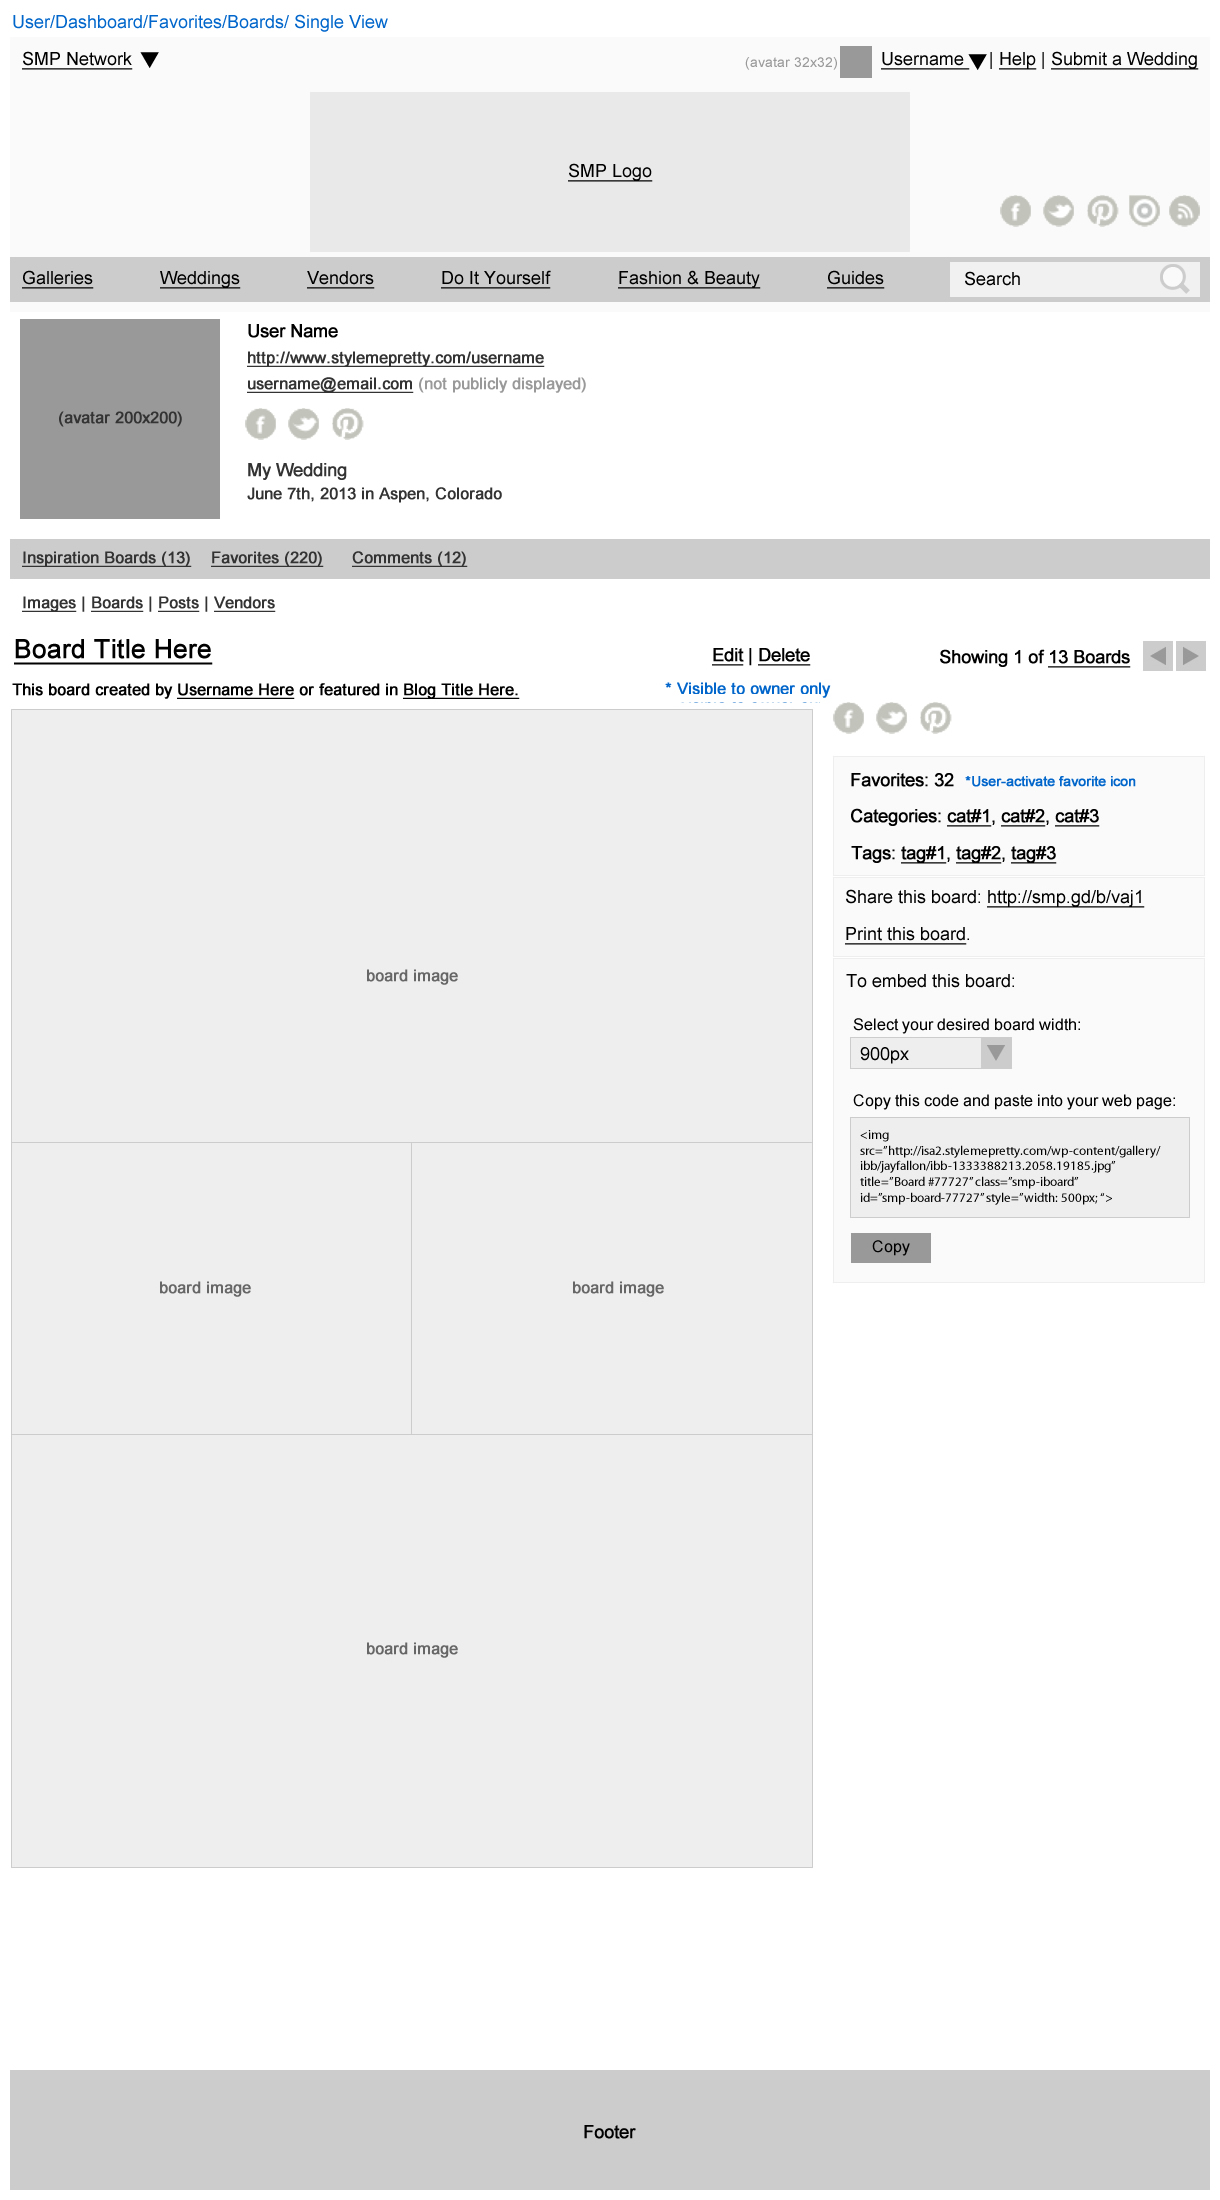 User/Dashboard/Favorites/Boards/ Single View
SMP Network
(avatar 32x32) Username | Help | Submit a Wedding
SMP Logo
Galleries Weddings Vendors Do It Yourself Fashion & Beauty Guides Search
User Name
http://www.stylemepretty.com/username
username@email.com (not publicly displayed)
(avatar 200x200)
My Wedding
June 7th, 2013 in Aspen, Colorado
Inspiration Boards (13) Favorites (220) Comments (12)
Images | Boards | Posts | Vendors
Board Title Here
Edit | Delete
Showing 1 of 13 Boards
This board created by Username Here or featured in Blog Title Here.
* Visible to owner only
Favorites: 32 *User-activate favorite icon
Categories: cat#1, cat#2, cat#3
Tags: tag#1, tag#2, tag#3
Share this board: http://smp.gd/b/vaj1
Print this board.
To embed this board:
Select your desired board width:
900px
Copy this code and paste into your web page:
<img
src="http://isa2.stylemepretty.com/wp-content/gallery/
ibb/jayfallon/ibb-1333388213.2058.19185.jpg"
title="Board #77727" class="smp-iboard"
id="smp-board-77727" style="width: 500px; “>
Copy
board image
board image board image
board image
Footer